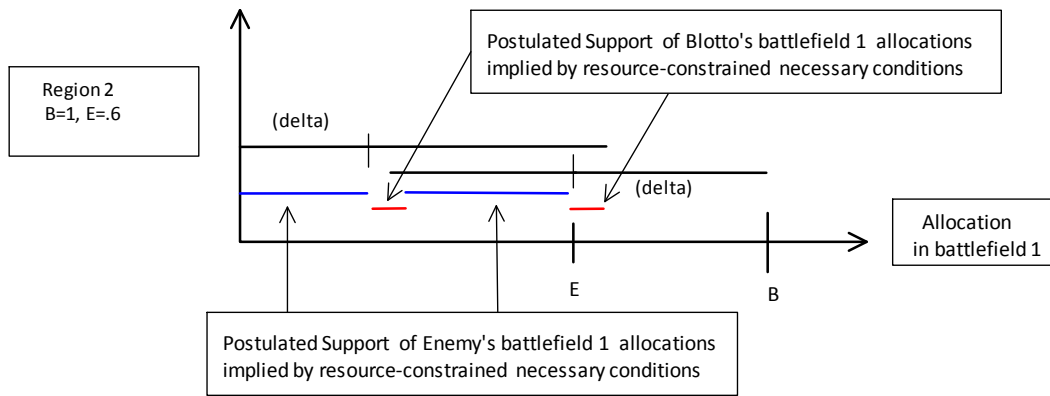 Postulated Support of Blotto's battlefield 1 allocations
implied by resource-constrained necessary conditions
Region 2
B=1, E=.6
(delta)
(delta)
Allocation
in battlefield 1
E
B
Postulated Support of Enemy's battlefield 1 allocations
implied by resource-constrained necessary conditions